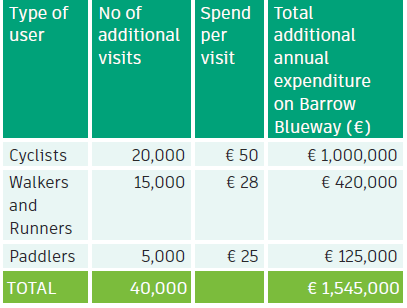 Type of user No of additional visits Spend per visit Total additional annual expenditure on Barrow Blueway (€)
Cyclists 20,000 € 50 € 1,000,000
Walkers and Runners 15,000 € 28 € 420,000
Paddlers 5,000 € 25 € 125,000
TOTAL 40,000 € 1,545,000